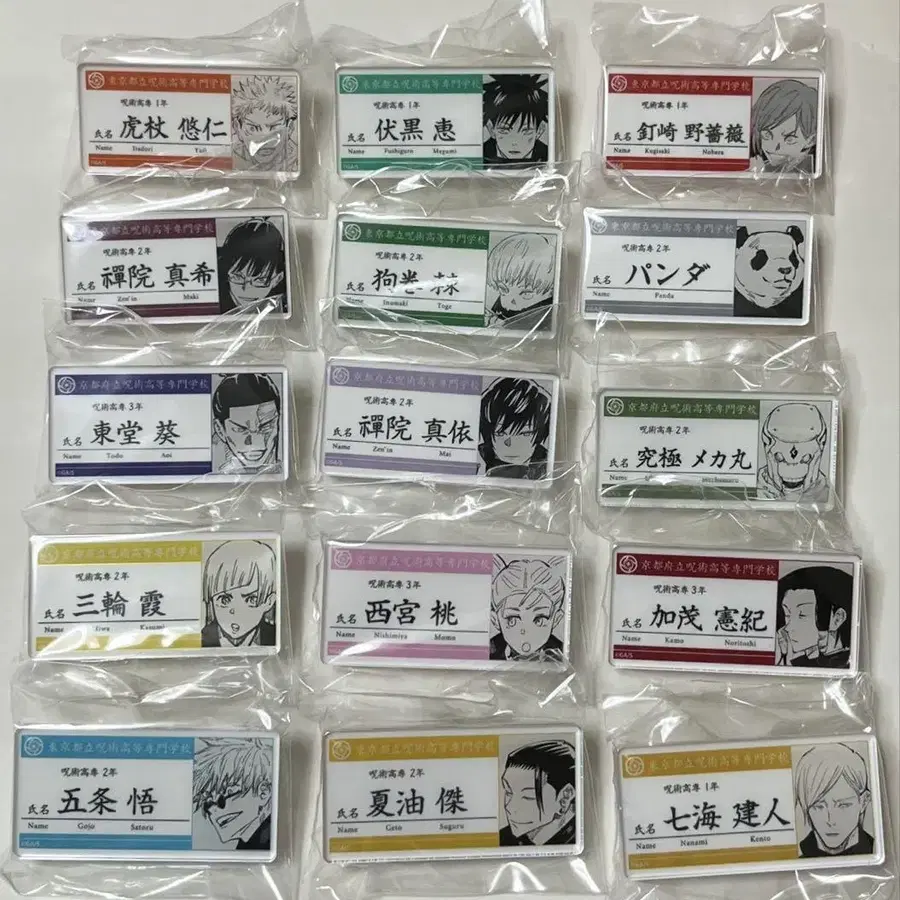 東京都立呪術高等専門学校
呪術高専 1年
氏名 虎杖 悠仁
Name Itadori Yuji
©GA/S
東京都立呪術高等専門学校
呪術高専 1年
氏名 伏黒 恵
Name Fushiguro Megumi
東京都立呪術高等専門学校
呪術高専 1年
氏名 釘崎 野薔薇
Name Kugisaki Nobara
©GA/S
東京都立呪術高等専門学校
呪術高専 2年
氏名 禪院 真希
Name Zen'in Maki
東京都立呪術高等専門学校
呪術高専 2年
氏名 狗巻 棘
Name Inumaki Toge
東京都立呪術高等専門学校
呪術高専 2年
氏名 パンダ
Name Panda
京都府立呪術高等専門学校
呪術高専 3年
氏名 東堂 葵
Name Todo Aoi
©GA/S
京都府立呪術高等専門学校
呪術高専 2年
氏名 禪院 真依
Name Zen'in Mai
京都府立呪術高等専門学校
呪術高専 2年
氏名 究極 メカ丸
Name Mechamaru
京都府立呪術高等専門学校
呪術高専 2年
氏名 三輪 霞
Name Miwa Kasumi
京都府立呪術高等専門学校
呪術高専 3年
氏名 西宮 桃
Name Nishimiya Momo
京都府立呪術高等専門学校
呪術高専 3年
氏名 加茂 憲紀
Name Kamo Noritoshi
©GA/S
東京都立呪術高等専門学校
呪術高専 2年
氏名 五条 悟
Name Gojo Satoru
東京都立呪術高等専門学校
呪術高専 2年
氏名 夏油 傑
Name Geto Suguru
東京都立呪術高等専門学校
呪術高専 1年
氏名 七海 建人
Name Nanami Kento